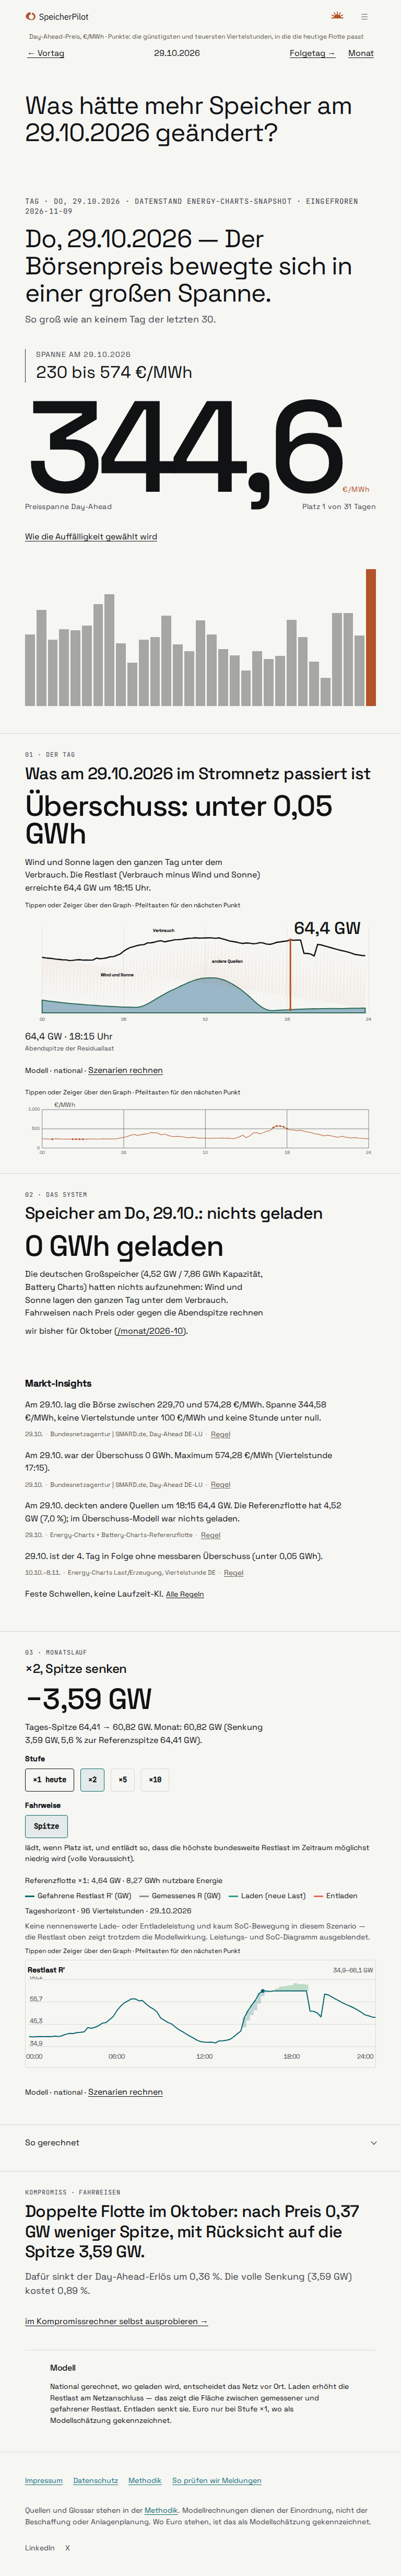 SpeicherPilot
Day-Ahead-Preis, €/MWh · Punkte: die günstigsten und teuersten Viertelstunden, in die die heutige Flotte passt
← Vortag 29.10.2026 Folgetag → Monat
Was hätte mehr Speicher am
29.10.2026 geändert?
TAG · DO, 29.10.2026 · DATENSTAND ENERGY-CHARTS-SNAPSHOT · EINGEFROREN
2026-11-09
Do, 29.10.2026 — Der
Börsenpreis bewegte sich in
einer großen Spanne.
So groß wie an keinem Tag der letzten 30.
SPANNE AM 29.10.2026
230 bis 574 €/MWh
344,6
€/MWh
Preisspanne Day-Ahead Platz 1 von 31 Tagen
Wie die Auffälligkeit gewählt wird
01 · DER TAG
Was am 29.10.2026 im Stromnetz passiert ist
Überschuss: unter 0,05
GWh
Wind und Sonne lagen den ganzen Tag unter dem
Verbrauch. Die Restlast (Verbrauch minus Wind und Sonne)
erreichte 64,4 GW um 18:15 Uhr.
Tippen oder Zeiger über den Graph · Pfeiltasten für den nächsten Punkt
64,4 GW
Verbrauch
andere Quellen
Wind und Sonne
00 06 12 18 24
64,4 GW · 18:15 Uhr
Abendspitze der Residuallast
Modell · national · Szenarien rechnen
Tippen oder Zeiger über den Graph · Pfeiltasten für den nächsten Punkt
€/MWh
1.000
500
0
00 06 12 18 24
02 · DAS SYSTEM
Speicher am Do, 29.10.: nichts geladen
0 GWh geladen
Die deutschen Großspeicher (4,52 GW / 7,86 GWh Kapazität,
Battery Charts) hatten nichts aufzunehmen: Wind und
Sonne lagen den ganzen Tag unter dem Verbrauch.
Fahrweisen nach Preis oder gegen die Abendspitze rechnen
wir bisher für Oktober (/monat/2026-10).
Markt-Insights
Am 29.10. lag die Börse zwischen 229,70 und 574,28 €/MWh. Spanne 344,58
€/MWh, keine Viertelstunde unter 100 €/MWh und keine Stunde unter null.
29.10. · Bundesnetzagentur | SMARD.de, Day-Ahead DE-LU · Regel
Am 29.10. war der Überschuss 0 GWh. Maximum 574,28 €/MWh (Viertelstunde
17:15).
29.10. · Bundesnetzagentur | SMARD.de, Day-Ahead DE-LU · Regel
Am 29.10. deckten andere Quellen um 18:15 64,4 GW. Die Referenzflotte hat 4,52
GW (7,0 %); im Überschuss-Modell war nichts geladen.
29.10. · Energy-Charts + Battery-Charts-Referenzflotte · Regel
29.10. ist der 4. Tag in Folge ohne messbaren Überschuss (unter 0,05 GWh).
10.10.–8.11. · Energy-Charts Last/Erzeugung, Viertelstunde DE · Regel
Feste Schwellen, keine Laufzeit-KI. Alle Regeln
03 · MONATSLAUF
×2, Spitze senken
−3,59 GW
Tages-Spitze 64,41 → 60,82 GW. Monat: 60,82 GW (Senkung
3,59 GW, 5,6 % zur Referenzspitze 64,41 GW).
Stufe
×1 heute ×2 ×5 ×10
Fahrweise
Spitze
lädt, wenn Platz ist, und entlädt so, dass die höchste bundesweite Restlast im Zeitraum möglichst
niedrig wird (volle Voraussicht).
Referenzflotte ×1: 4,64 GW · 8,27 GWh nutzbare Energie
Gefahrene Restlast R′ (GW) Gemessenes R (GW) Laden (neue Last) Entladen
Tageshorizont · 96 Viertelstunden · 29.10.2026
Keine nennenswerte Lade- oder Entladeleistung und kaum SoC-Bewegung in diesem Szenario —
die Restlast oben zeigt trotzdem die Modellwirkung. Leistungs- und SoC-Diagramm ausgeblendet.
Tippen oder Zeiger über den Graph · Pfeiltasten für den nächsten Punkt
Restlast R′ 34,9–66,1 GW
66,1
55,7
45,3
34,9
00:00 06:00 12:00 18:00 24:00
Modell · national · Szenarien rechnen
So gerechnet
KOMPROMISS · FAHRWEISEN
Doppelte Flotte im Oktober: nach Preis 0,37
GW weniger Spitze, mit Rücksicht auf die
Spitze 3,59 GW.
Dafür sinkt der Day-Ahead-Erlös um 0,36 %. Die volle Senkung (3,59 GW)
kostet 0,89 %.
im Kompromissrechner selbst ausprobieren →
Modell
National gerechnet, wo geladen wird, entscheidet das Netz vor Ort. Laden erhöht die
Restlast am Netzanschluss — das zeigt die Fläche zwischen gemessener und
gefahrener Restlast. Entladen senkt sie. Euro nur bei Stufe ×1, wo als
Modellschätzung gekennzeichnet.
Impressum Datenschutz Methodik So prüfen wir Meldungen
Quellen und Glossar stehen in der Methodik. Modellrechnungen dienen der Einordnung, nicht der
Beschaffung oder Anlagenplanung. Wo Euro stehen, ist das als Modellschätzung gekennzeichnet.
LinkedIn X